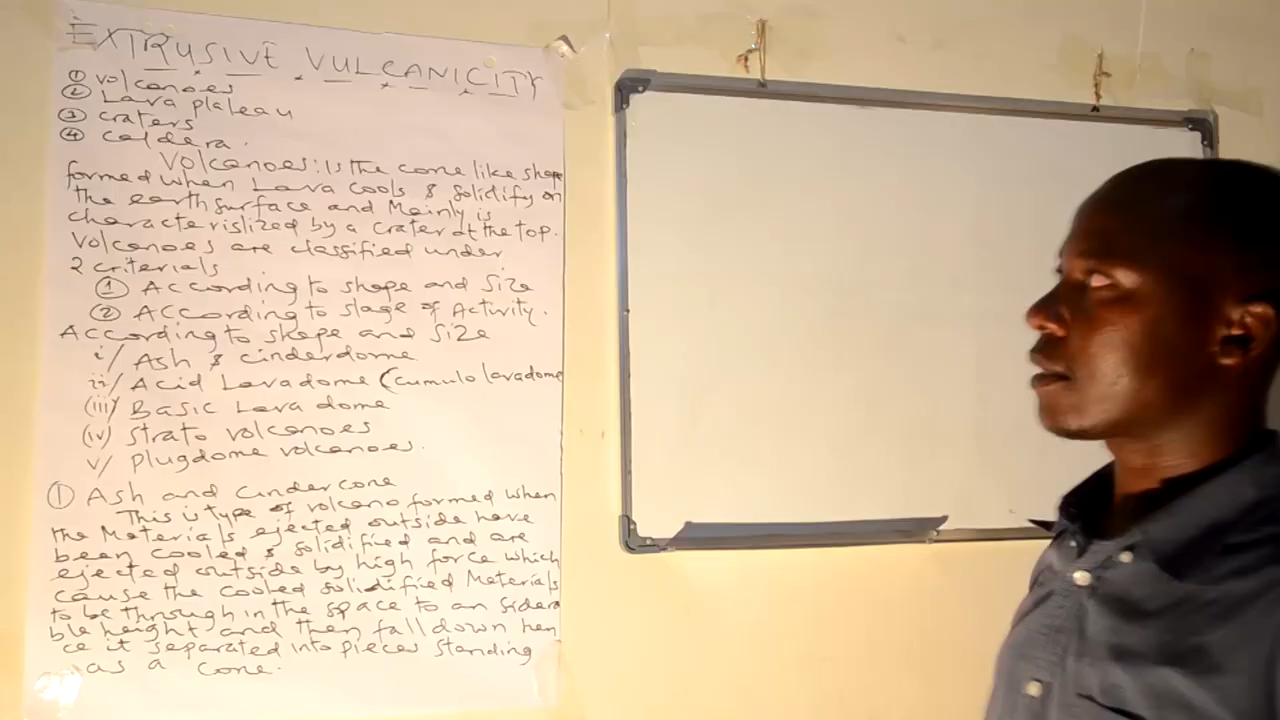 EXTRUSIVE VULCANICITY
① volcanoes
② Lava plaleau
③ craters
④ caldera.
Volcanoes: Is the cone like shape
formed when Lava cools & solidify on
the earth surface and Mainly is
characterislized by a crater at the top.
Volcanoes are classified under
2 criterials
① According to shape and Size
② According to slage of Activity.
According to shape and Size
i/ Ash & cinderdome
ii/ Acid Lavadome (cumulo lavadome
(iii) Basic Lava dome
(iv) strato volcanoes
v/ plugdome volcanoes.
① Ash and cinder cone
This is type of volcano formed when
the Materials ejected outside have
been cooled & solidified and are
ejected outside by high force which
cause the cooled solidified Materials
to be through in the space to an sidera
ble height and then fall down hen
ce it separated into pieces standing
as a cone.